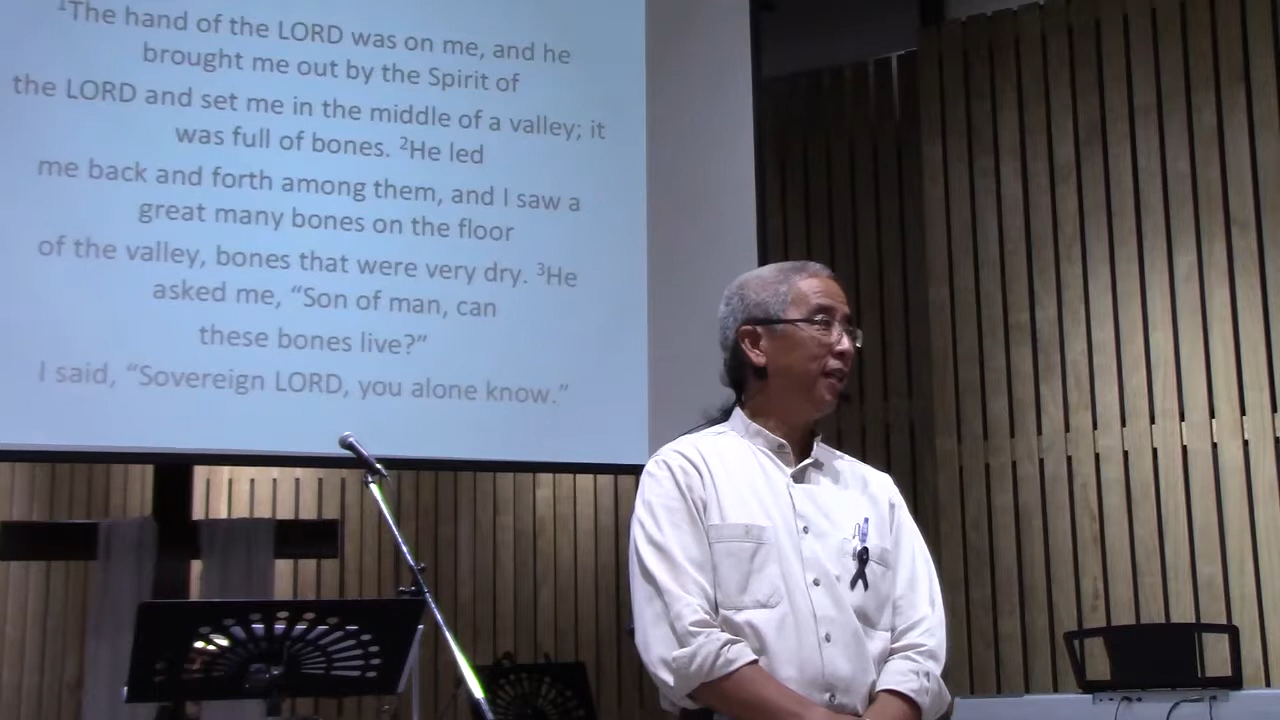 ¹The hand of the LORD was on me, and he
brought me out by the Spirit of
the LORD and set me in the middle of a valley; it
was full of bones. ²He led
me back and forth among them, and I saw a
great many bones on the floor
of the valley, bones that were very dry. ³He
asked me, “Son of man, can
these bones live?”
I said, “Sovereign LORD, you alone know.”